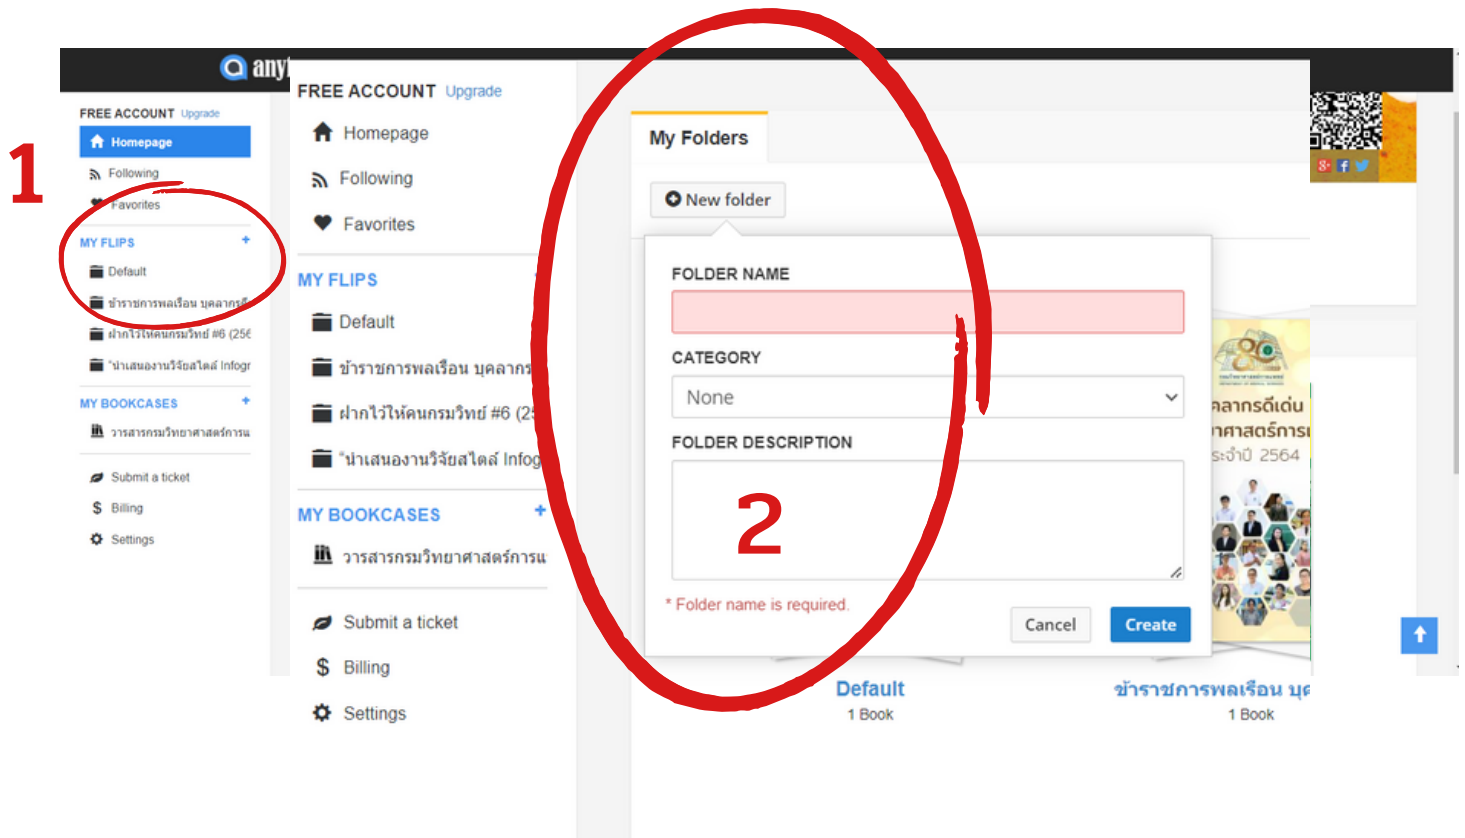 1
any
FREE ACCOUNT Upgrade
Homepage
Following
Favorites
MY FLIPS +
Default
ข้าราชการพลเรือน บุคลากรดี
ฝากไว้ให้คนกรมวิทย์ #6 (256
"นำเสนองานวิจัยสไตล์ Infogr
MY BOOKCASES +
วารสารกรมวิทยาศาสตร์การแ
Submit a ticket
Billing
Settings
FREE ACCOUNT Upgrade
Homepage
Following
Favorites
MY FLIPS
Default
ข้าราชการพลเรือน บุคลากร
ฝากไว้ให้คนกรมวิทย์ #6 (25
"นำเสนองานวิจัยสไตล์ Infog
MY BOOKCASES +
วารสารกรมวิทยาศาสตร์การแ
Submit a ticket
$ Billing
Settings
My Folders
New folder
FOLDER NAME
CATEGORY
None
FOLDER DESCRIPTION
2
* Folder name is required.
Cancel
Create
คลากรดีเด่น
าศาสตร์การแ
ระจำปี 2564
Default
1 Book
ข้าราชการพลเรือน บุค
1 Book